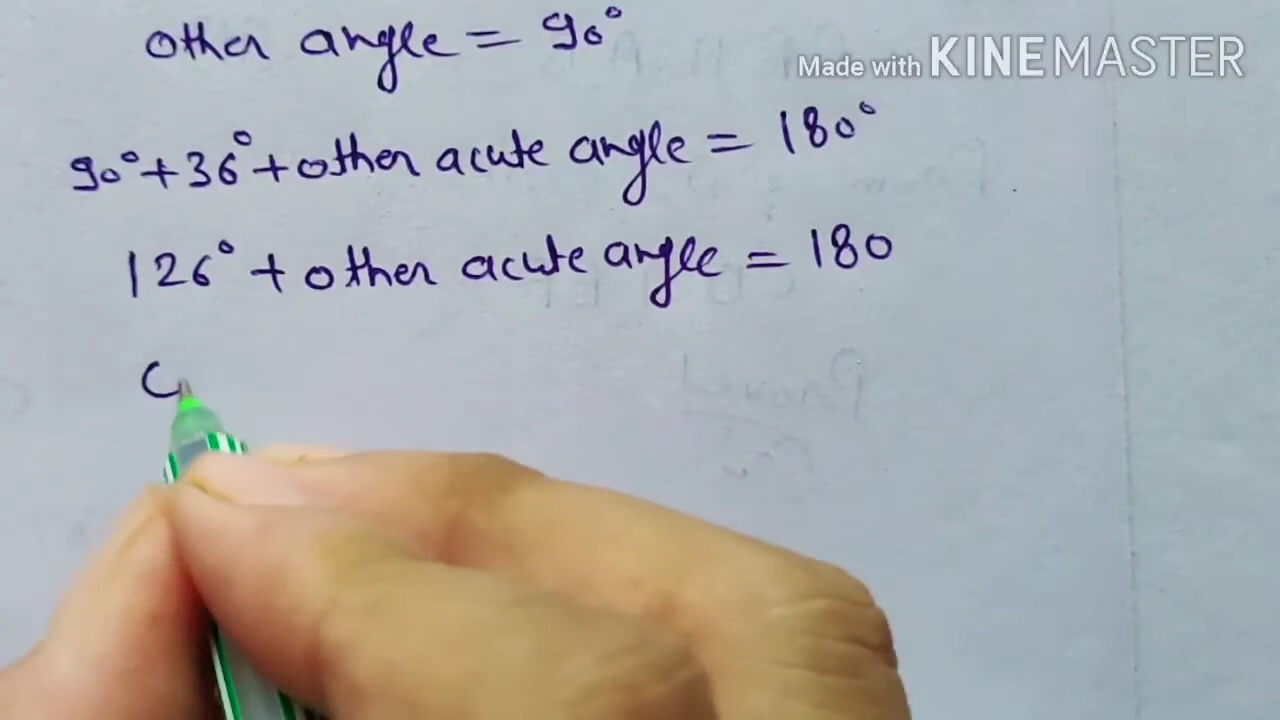 other angle = 90°
Made with KINEMASTER
90° + 36° + other acute angle = 180°
126° + other acute angle = 180